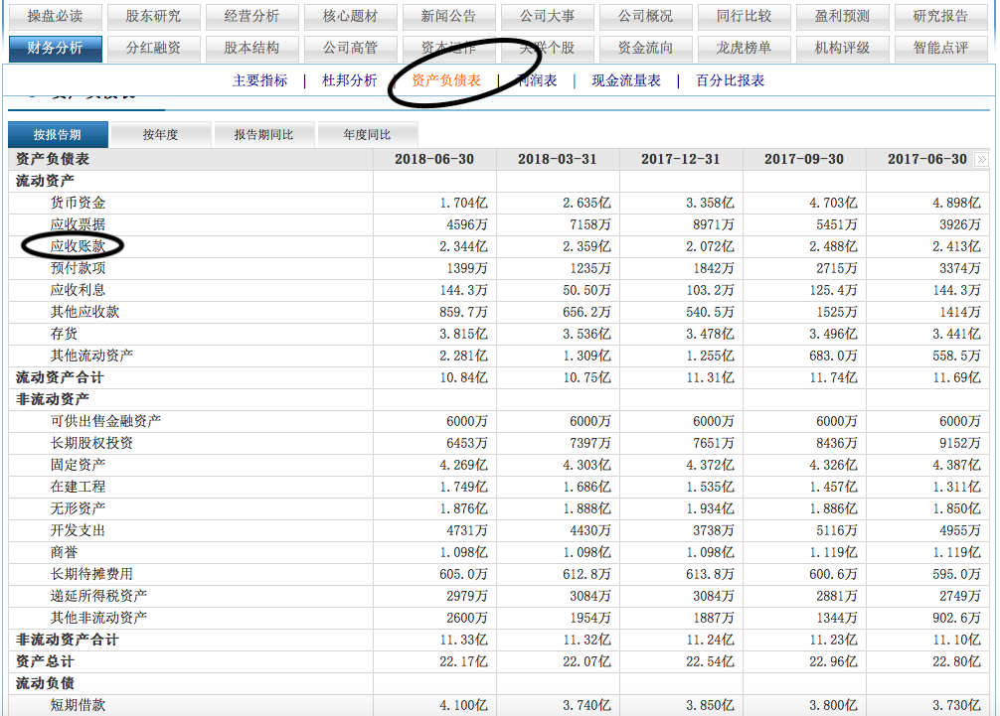 操盘必读 股东研究 经营分析 核心题材 新闻公告 公司大事 公司概况 同行比较 盈利预测 研究报告
财务分析 分红融资 股本结构 公司高管 资本运作 关联个股 资金流向 龙虎榜单 机构评级 智能点评
主要指标 | 杜邦分析 | 资产负债表 | 利润表 | 现金流量表 | 百分比报表
资产负债表
按报告期 按年度 报告期同比 年度同比
资产负债表 2018-06-30 2018-03-31 2017-12-31 2017-09-30 2017-06-30
流动资产
货币资金 1.704亿 2.635亿 3.358亿 4.703亿 4.898亿
应收票据 4596万 7158万 8971万 5451万 3926万
应收账款 2.344亿 2.359亿 2.072亿 2.488亿 2.413亿
预付款项 1399万 1235万 1842万 2715万 3374万
应收利息 144.3万 50.50万 103.2万 125.4万 144.3万
其他应收款 859.7万 656.2万 540.5万 1525万 1414万
存货 3.815亿 3.536亿 3.478亿 3.496亿 3.441亿
其他流动资产 2.281亿 1.309亿 1.255亿 683.0万 558.5万
流动资产合计 10.84亿 10.75亿 11.31亿 11.74亿 11.69亿
非流动资产
可供出售金融资产 6000万 6000万 6000万 6000万 6000万
长期股权投资 6453万 7397万 7651万 8436万 9152万
固定资产 4.269亿 4.303亿 4.372亿 4.326亿 4.387亿
在建工程 1.749亿 1.686亿 1.535亿 1.457亿 1.311亿
无形资产 1.876亿 1.888亿 1.934亿 1.886亿 1.850亿
开发支出 4731万 4430万 3738万 5116万 4955万
商誉 1.098亿 1.098亿 1.098亿 1.119亿 1.119亿
长期待摊费用 605.0万 612.8万 613.8万 600.6万 595.0万
递延所得税资产 2979万 3084万 3084万 2881万 2749万
其他非流动资产 2600万 1954万 1887万 1344万 902.6万
非流动资产合计 11.33亿 11.32亿 11.24亿 11.23亿 11.10亿
资产总计 22.17亿 22.07亿 22.54亿 22.96亿 22.80亿
流动负债
短期借款 4.100亿 3.740亿 3.850亿 3.800亿 3.730亿